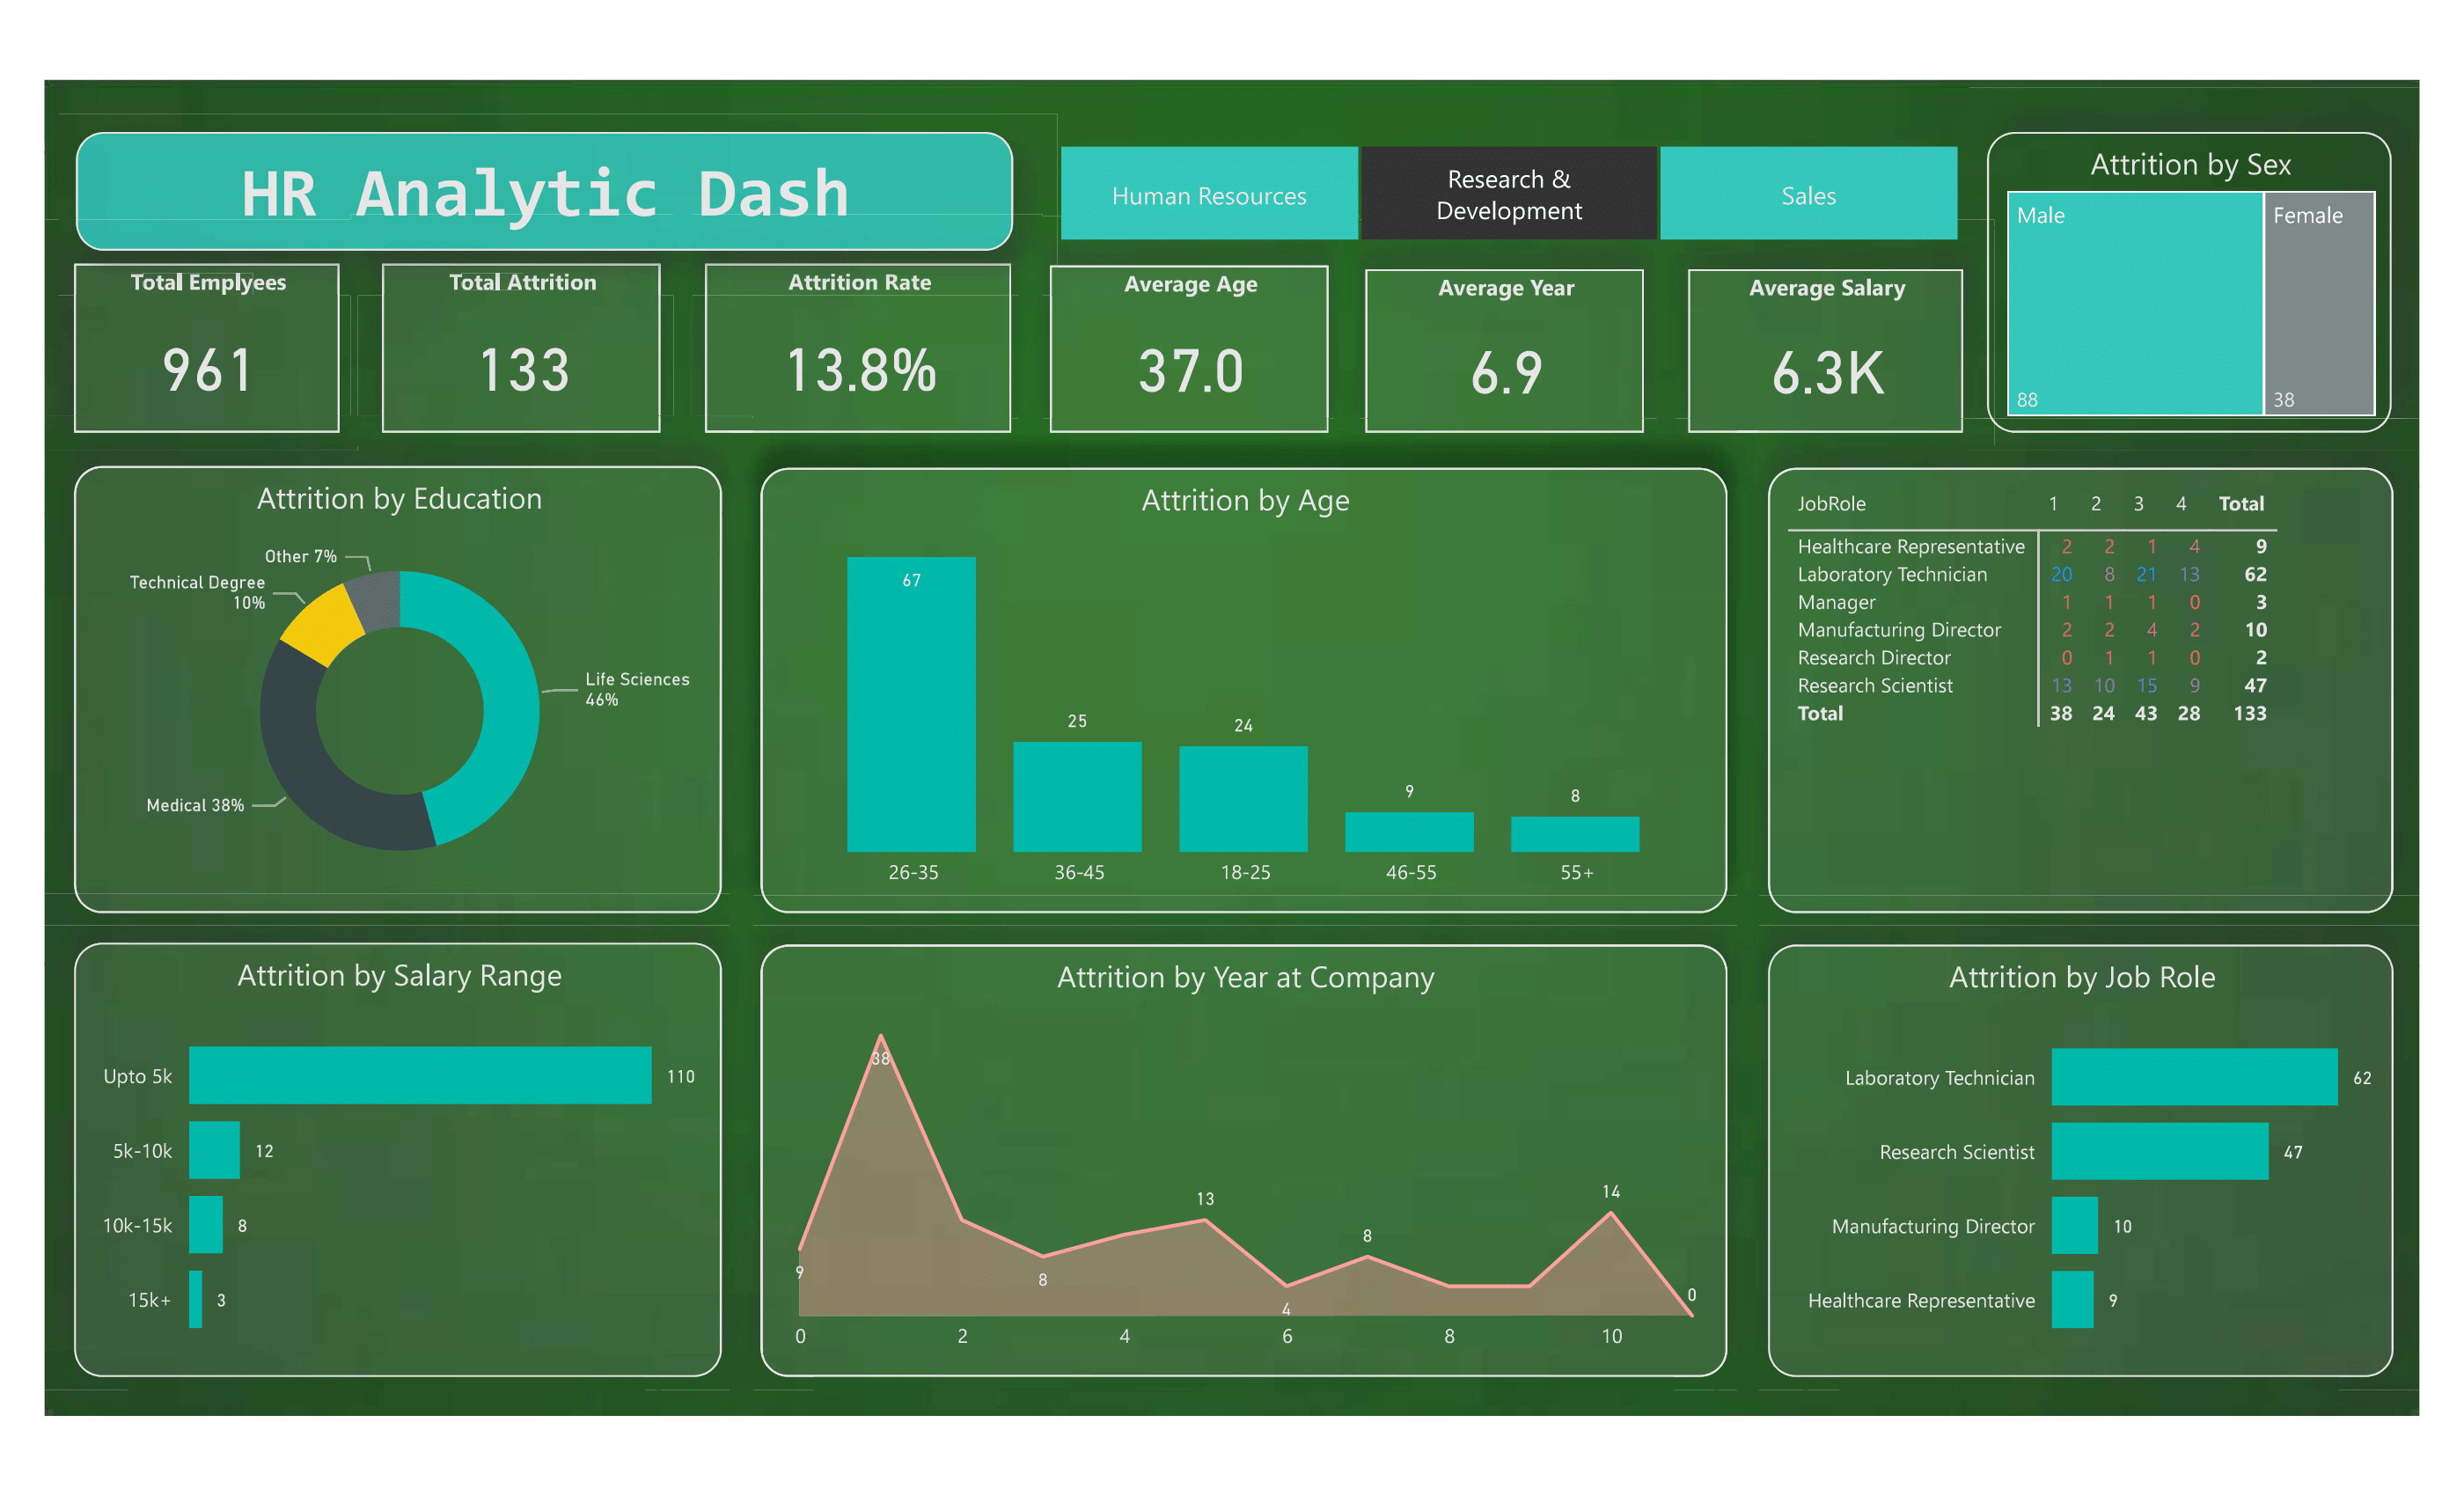 HR Analytic Dash
Human Resources
Research &
Development
Sales
Attrition by Sex
Male
Female
88
38
Total Emplyees
961
Total Attrition
133
Attrition Rate
13.8%
Average Age
37.0
Average Year
6.9
Average Salary
6.3K
Attrition by Education
Other 7%
Technical Degree
10%
Life Sciences
46%
Medical 38%
Attrition by Age
67
25
24
9
8
26-35
36-45
18-25
46-55
55+
JobRole 1 2 3 4 Total
Healthcare Representative 2 2 1 4 9
Laboratory Technician 20 8 21 13 62
Manager 1 1 1 0 3
Manufacturing Director 2 2 4 2 10
Research Director 0 1 1 0 2
Research Scientist 13 10 15 9 47
Total 38 24 43 28 133
Attrition by Salary Range
Upto 5k 110
5k-10k 12
10k-15k 8
15k+ 3
Attrition by Year at Company
38
9
8
13
4
8
14
0
0 2 4 6 8 10
Attrition by Job Role
Laboratory Technician 62
Research Scientist 47
Manufacturing Director 10
Healthcare Representative 9